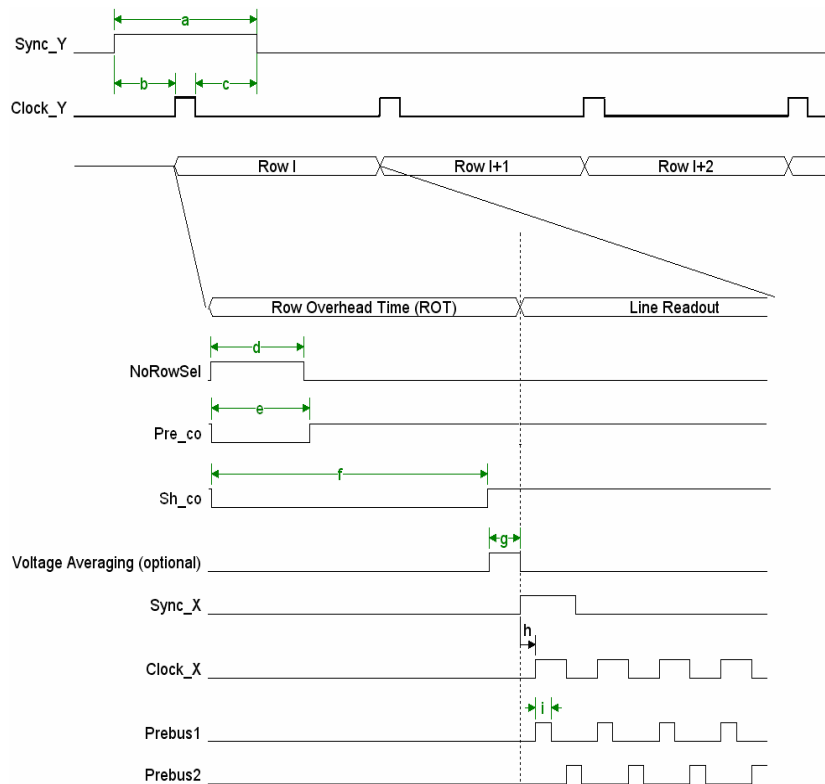 a
Sync_Y
b c
Clock_Y
Row I Row I+1 Row I+2
Row Overhead Time (ROT) Line Readout
d
NoRowSel
e
Pre_co
f
Sh_co
g
Voltage Averaging (optional)
Sync_X
h
Clock_X
i
Prebus1
Prebus2